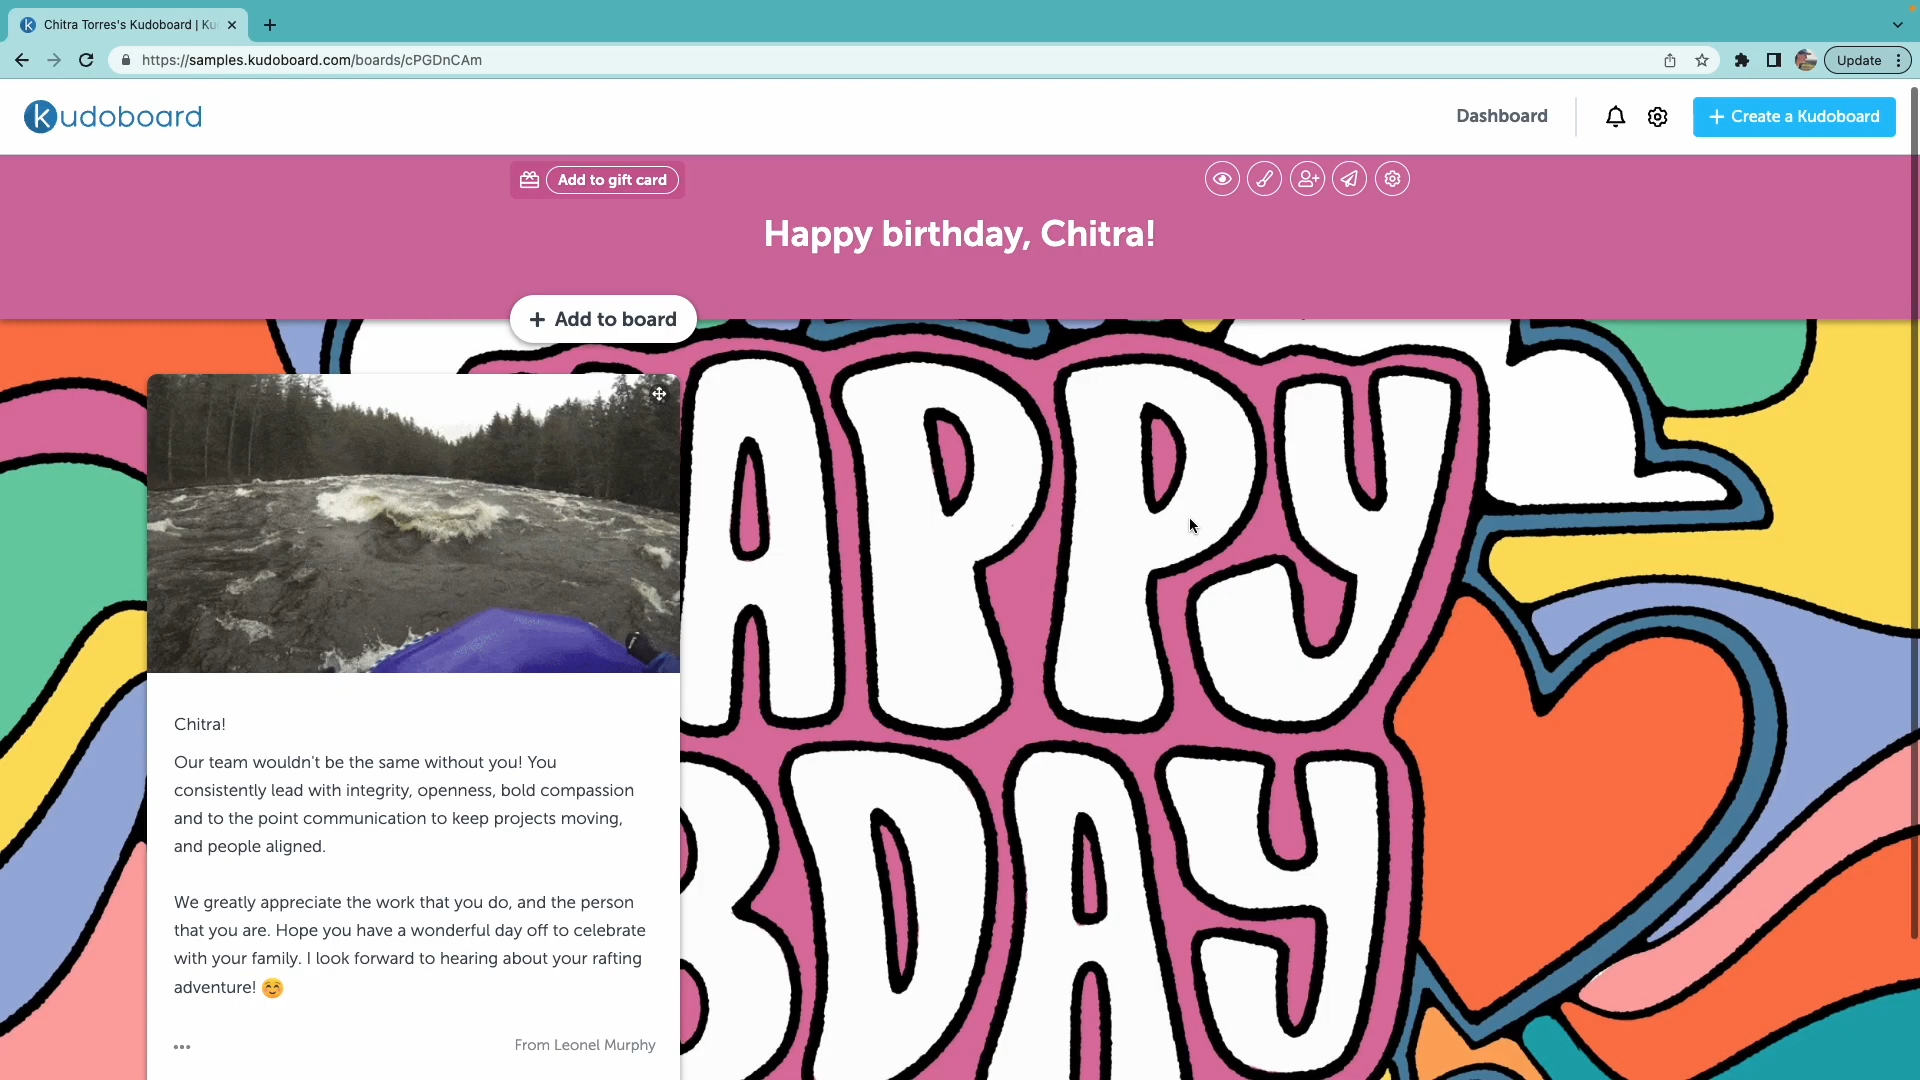 Chitra Torres's Kudoboard | Ku
https://samples.kudoboard.com/boards/cPGDnCAm
Update
kudoboard
Dashboard
+ Create a Kudoboard
Add to gift card
Happy birthday, Chitra!
+ Add to board
APPY
Chitra!
Our team wouldn't be the same without you! You
consistently lead with integrity, openness, bold compassion
and to the point communication to keep projects moving,
and people aligned.
We greatly appreciate the work that you do, and the person
that you are. Hope you have a wonderful day off to celebrate
with your family. I look forward to hearing about your rafting
adventure! 😊
BDAY
... From Leonel Murphy